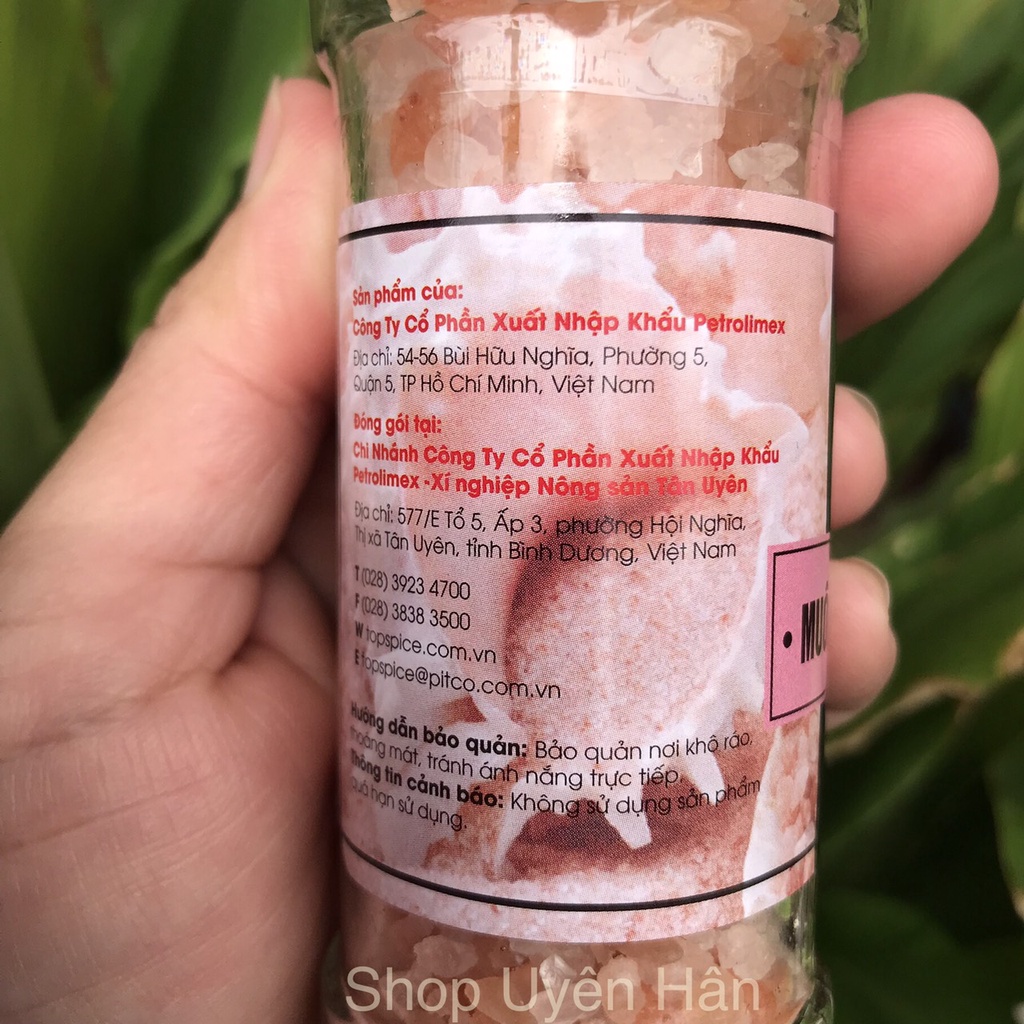 Sản phẩm của:
Công Ty Cổ Phần Xuất Nhập Khẩu Petrolimex
Địa chỉ: 54-56 Bùi Hữu Nghĩa, Phường 5,
Quận 5, TP Hồ Chí Minh, Việt Nam
Đóng gói tại:
Chi Nhánh Công Ty Cổ Phần Xuất Nhập Khẩu
Petrolimex - Xí nghiệp Nông sản Tân Uyên
Địa chỉ: 577/E Tổ 5, Ấp 3, phường Hội Nghĩa,
Thị xã Tân Uyên, tỉnh Bình Dương, Việt Nam
T (028) 3923 4700
F (028) 3838 3500
W topspice.com.vn
E topspice@pitco.com.vn
Hướng dẫn bảo quản: Bảo quản nơi khô ráo,
thoáng mát, tránh ánh nắng trực tiếp.
Thông tin cảnh báo: Không sử dụng sản phẩm
quá hạn sử dụng.
Shop Uyên Hân